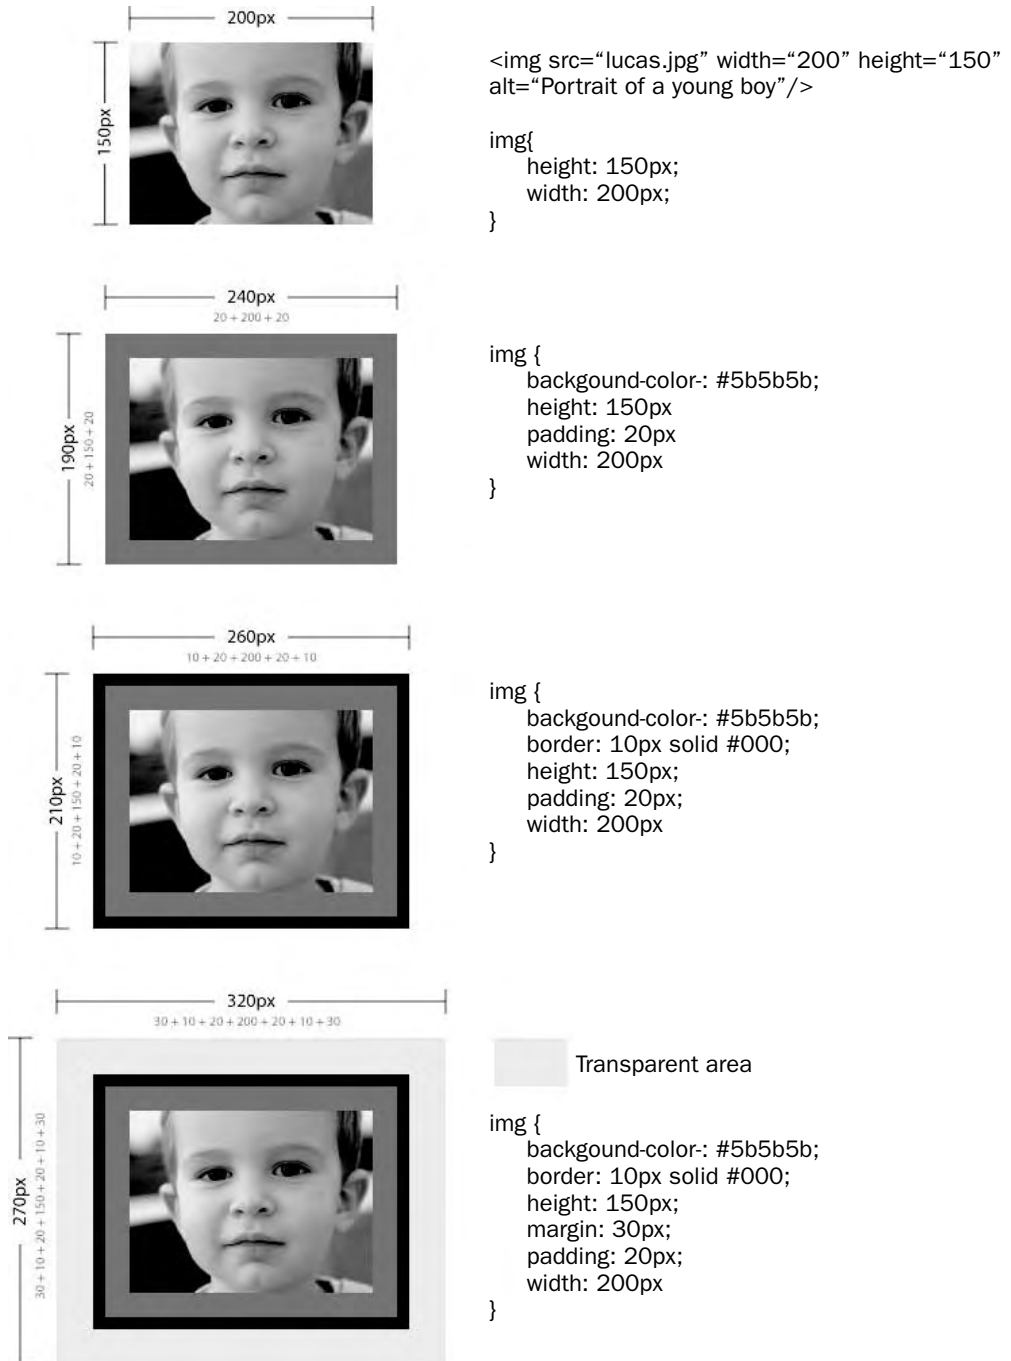 200px
150px
<img src=“lucas.jpg” width=“200” height=“150”
alt=“Portrait of a young boy”/>
img{
height: 150px;
width: 200px;
}
240px
20 + 200 + 20
190px
20 + 150 + 20
img {
backgound-color-: #5b5b5b;
height: 150px
padding: 20px
width: 200px
}
260px
10 + 20 + 200 + 20 + 10
210px
10 + 20 + 150 + 20 + 10
img {
backgound-color-: #5b5b5b;
border: 10px solid #000;
height: 150px;
padding: 20px;
width: 200px
}
320px
30 + 10 + 20 + 200 + 20 + 10 + 30
270px
30 + 10 + 20 + 150 + 20 + 10 + 30
Transparent area
img {
backgound-color-: #5b5b5b;
border: 10px solid #000;
height: 150px;
margin: 30px;
padding: 20px;
width: 200px
}